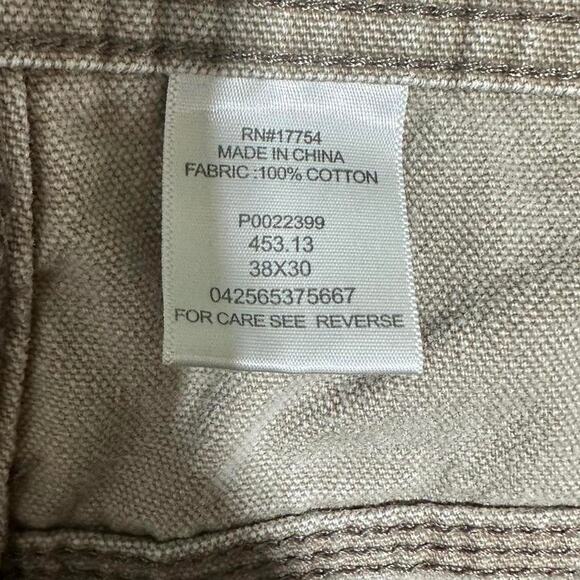 RN#17754
MADE IN CHINA
FABRIC :100% COTTON
P0022399
453.13
38X30
042565375667
FOR CARE SEE REVERSE